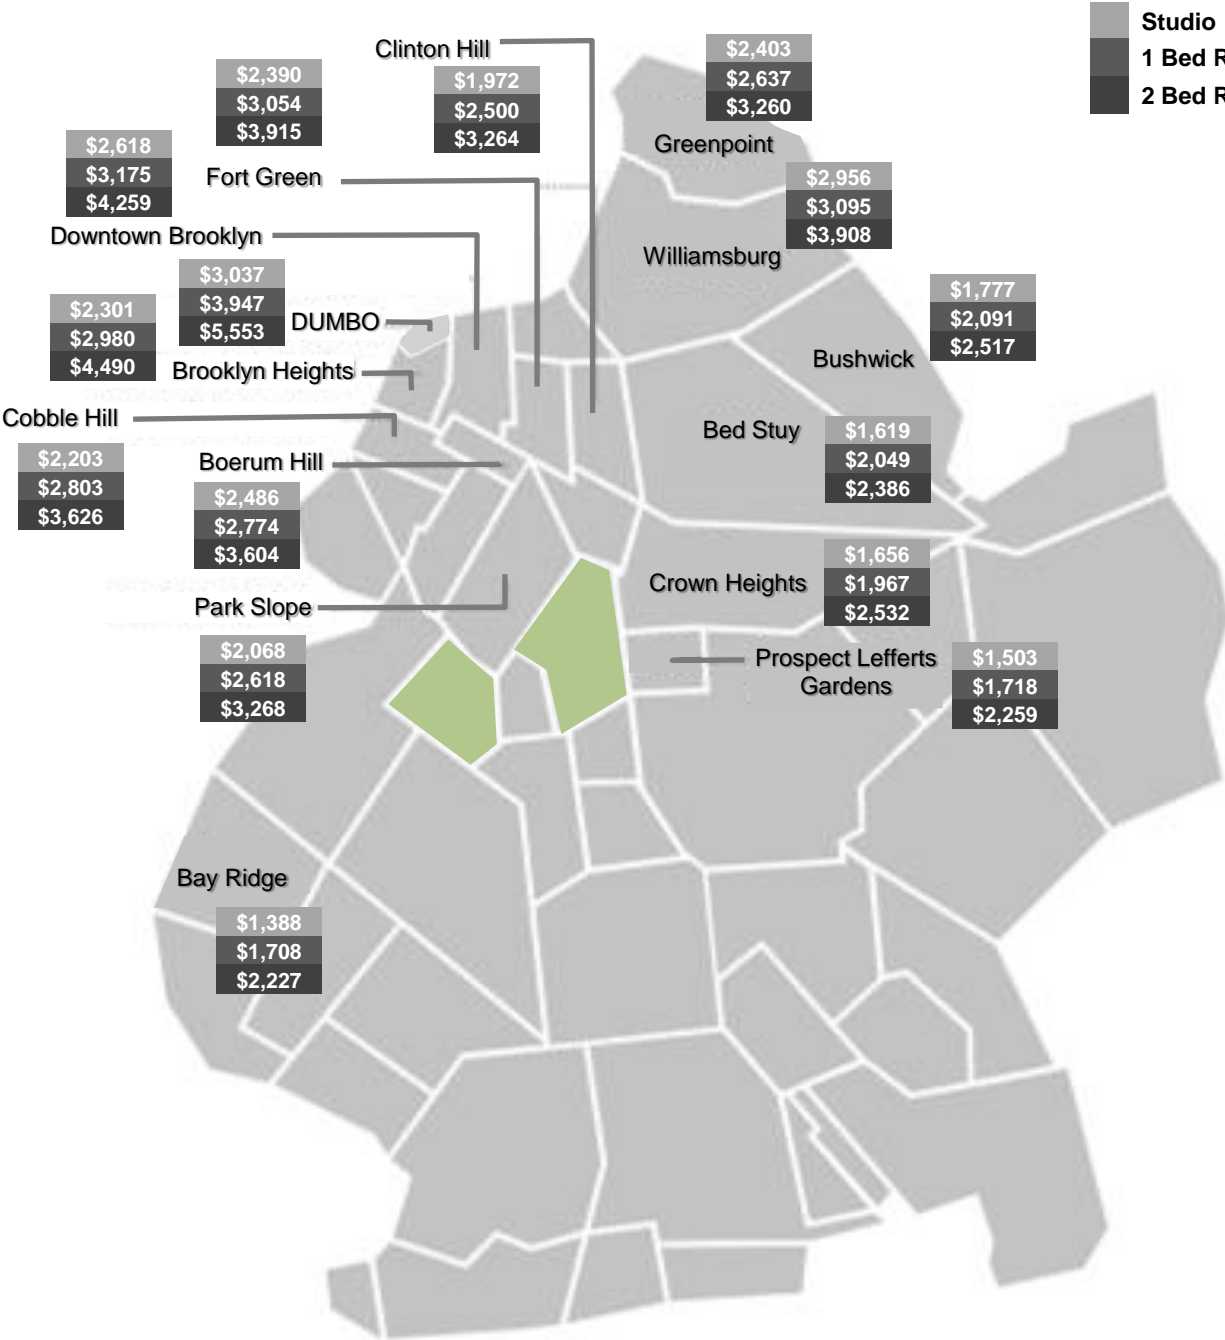 Studio
1 Bed R
2 Bed R
Clinton Hill
$1,972
$2,500
$3,264
$2,403
$2,637
$3,260
Greenpoint
$2,390
$3,054
$3,915
Fort Green
$2,618
$3,175
$4,259
Downtown Brooklyn
$2,956
$3,095
$3,908
Williamsburg
$3,037
$3,947
$5,553
DUMBO
$2,301
$2,980
$4,490
Brooklyn Heights
$1,777
$2,091
$2,517
Bushwick
Cobble Hill
$2,203
$2,803
$3,626
Boerum Hill
$2,486
$2,774
$3,604
Bed Stuy
$1,619
$2,049
$2,386
Crown Heights
$1,656
$1,967
$2,532
Park Slope
$2,068
$2,618
$3,268
Prospect Lefferts
Gardens
$1,503
$1,718
$2,259
Bay Ridge
$1,388
$1,708
$2,227